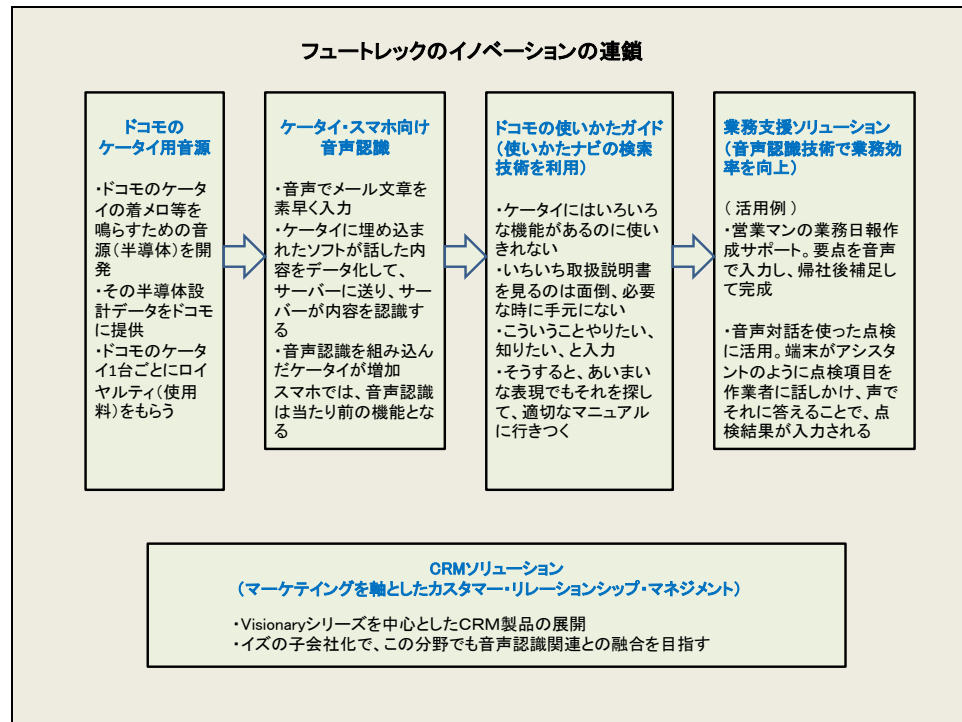 フュートレックのイノベーションの連鎖
ドコモの
ケータイ用音源
・ドコモのケータ
イの着メロ等を
鳴らすための音
源（半導体）を開
発
・その半導体設
計データをドコモ
に提供
・ドコモのケータ
イ1台ごとにロイ
ヤルティ（使用
料）をもらう
ケータイ・スマホ向け
音声認識
・音声でメール文章を
素早く入力
・ケータイに埋め込ま
れたソフトが話した内
容をデータ化して、
サーバーに送り、サー
バーが内容を認識す
る
・音声認識を組み込ん
だケータイが増加
スマホでは、音声認識
は当たり前の機能とな
る
ドコモの使いかたガイド
（使いかたナビの検索
技術を利用）
・ケータイにはいろいろ
な機能があるのに使い
きれない
・いちいち取扱説明書
を見るのは面倒、必要
な時に手元にない
・こういうことやりたい、
知りたい、と入力
・そうすると、あいまい
な表現でもそれを探し
て、適切なマニュアル
に行きつく
業務支援ソリューション
（音声認識技術で業務効
率を向上）
（活用例）
・営業マンの業務日報作
成サポート。要点を音声
で入力し、帰社後補足し
て完成
・音声対話を使った点検
に活用。端末がアシスタ
ントのように点検項目を
作業者に話しかけ、声で
それに答えることで、点
検結果が入力される
CRMソリューション
（マーケテイングを軸としたカスタマー・リレーションシップ・マネジメント）
・Visionaryシリーズを中心としたＣＲＭ製品の展開
・イズの子会社化で、この分野でも音声認識関連との融合を目指す